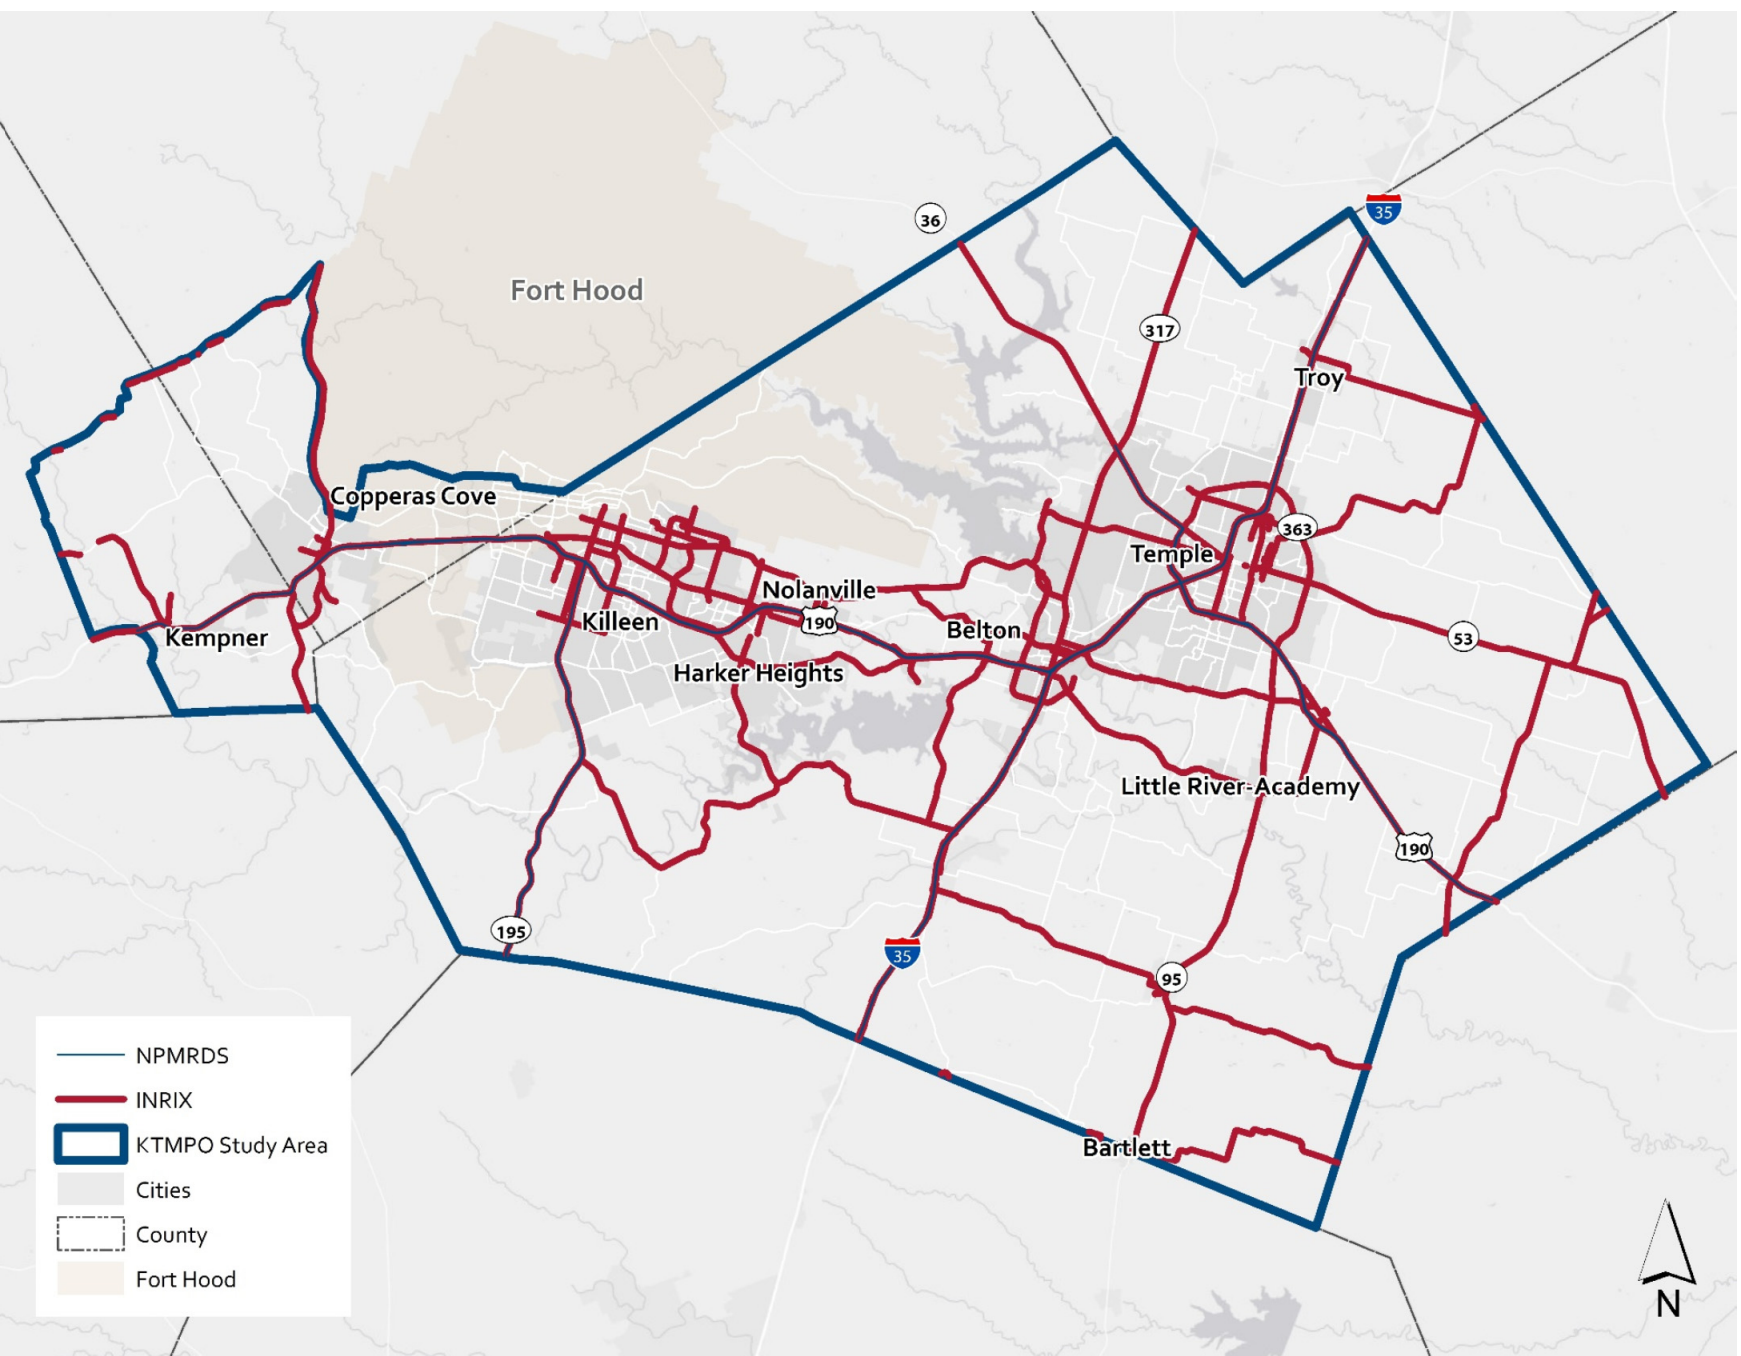 35
36
Fort Hood
317
Troy
Copperas Cove
363
Temple
Nolanville
190
Killeen
Belton
Kempner
53
Harker Heights
Little River-Academy
190
195
35
95
Bartlett
NPMRDS
INRIX
KTMPO Study Area
Cities
County
Fort Hood
N